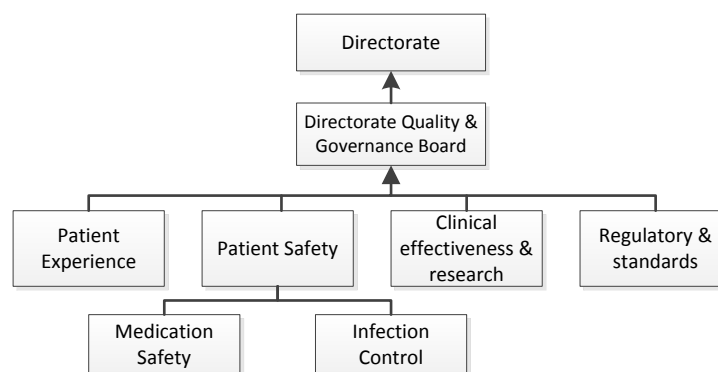 Directorate
Directorate Quality &
Governance Board
Patient
Experience
Patient Safety
Clinical
effectiveness &
research
Regulatory &
standards
Medication
Safety
Infection
Control